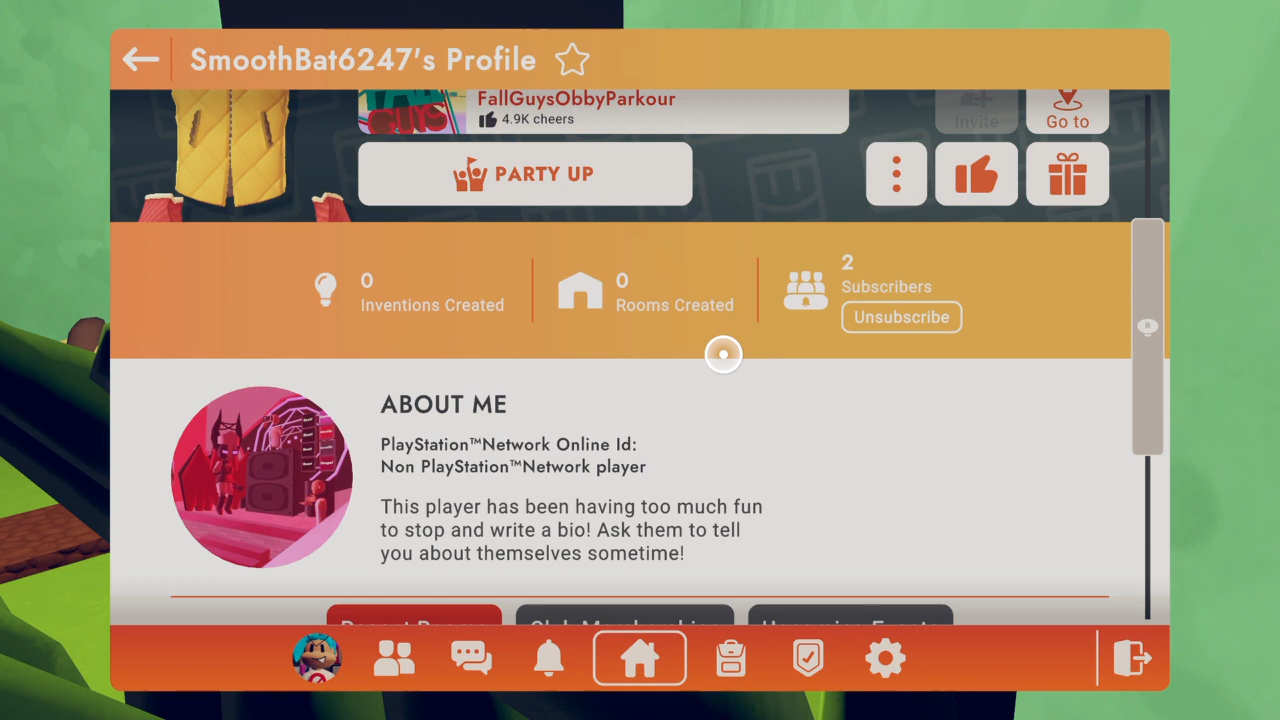 SmoothBat6247's Profile
FallGuysObbyParkour
4.9K cheers
Invite
Go to
PARTY UP
0
Inventions Created
0
Rooms Created
2
Subscribers
Unsubscribe
ABOUT ME
PlayStation™Network Online Id:
Non PlayStation™Network player
This player has been having too much fun
to stop and write a bio! Ask them to tell
you about themselves sometime!